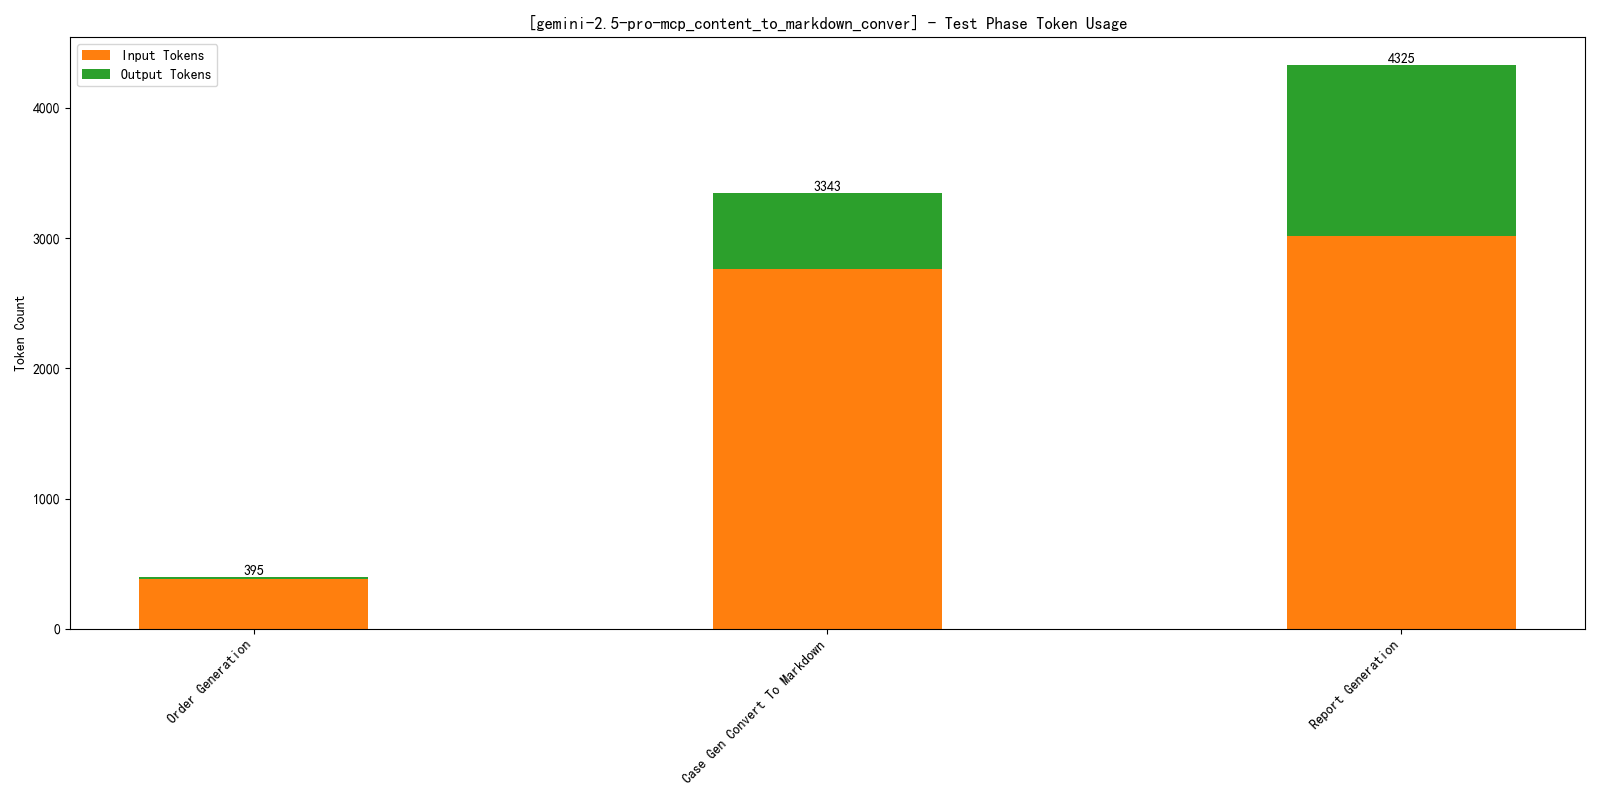 [gemini-2.5-pro-mcp_content_to_markdown_conver] - Test Phase Token Usage
Input Tokens
Output Tokens
4325
4000
3343
3000
Token Count
2000
1000
395
0
Order Generation
Case Gen Convert To Markdown
Report Generation